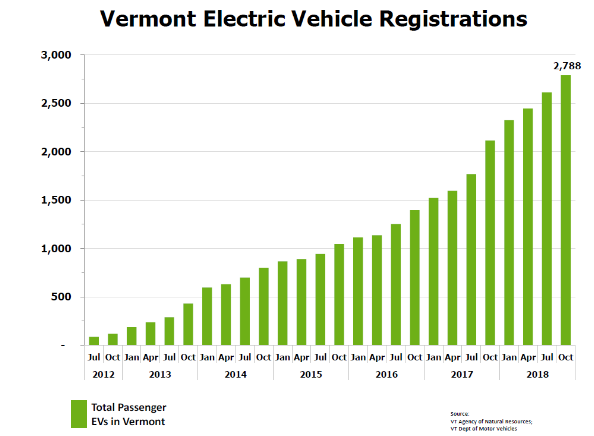 Vermont Electric Vehicle Registrations
3,000
2,788
2,500
2,000
1,500
1,000
500
-
Jul Oct Jan Apr Jul Oct Jan Apr Jul Oct Jan Apr Jul Oct Jan Apr Jul Oct Jan Apr Jul Oct Jan Apr Jul Oct
2012 2013 2014 2015 2016 2017 2018
Total Passenger
EVs in Vermont
Source:
VT Agency of Natural Resources;
VT Dept of Motor Vehicles